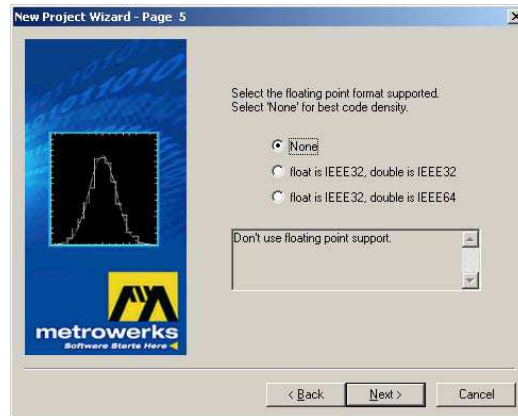 New Project Wizard - Page 5
Select the floating point format supported.
Select 'None' for best code density.
None
float is IEEE32, double is IEEE32
float is IEEE32, double is IEEE64
Don't use floating point support.
metrowerks
Software Starts Here
< Back
Next >
Cancel